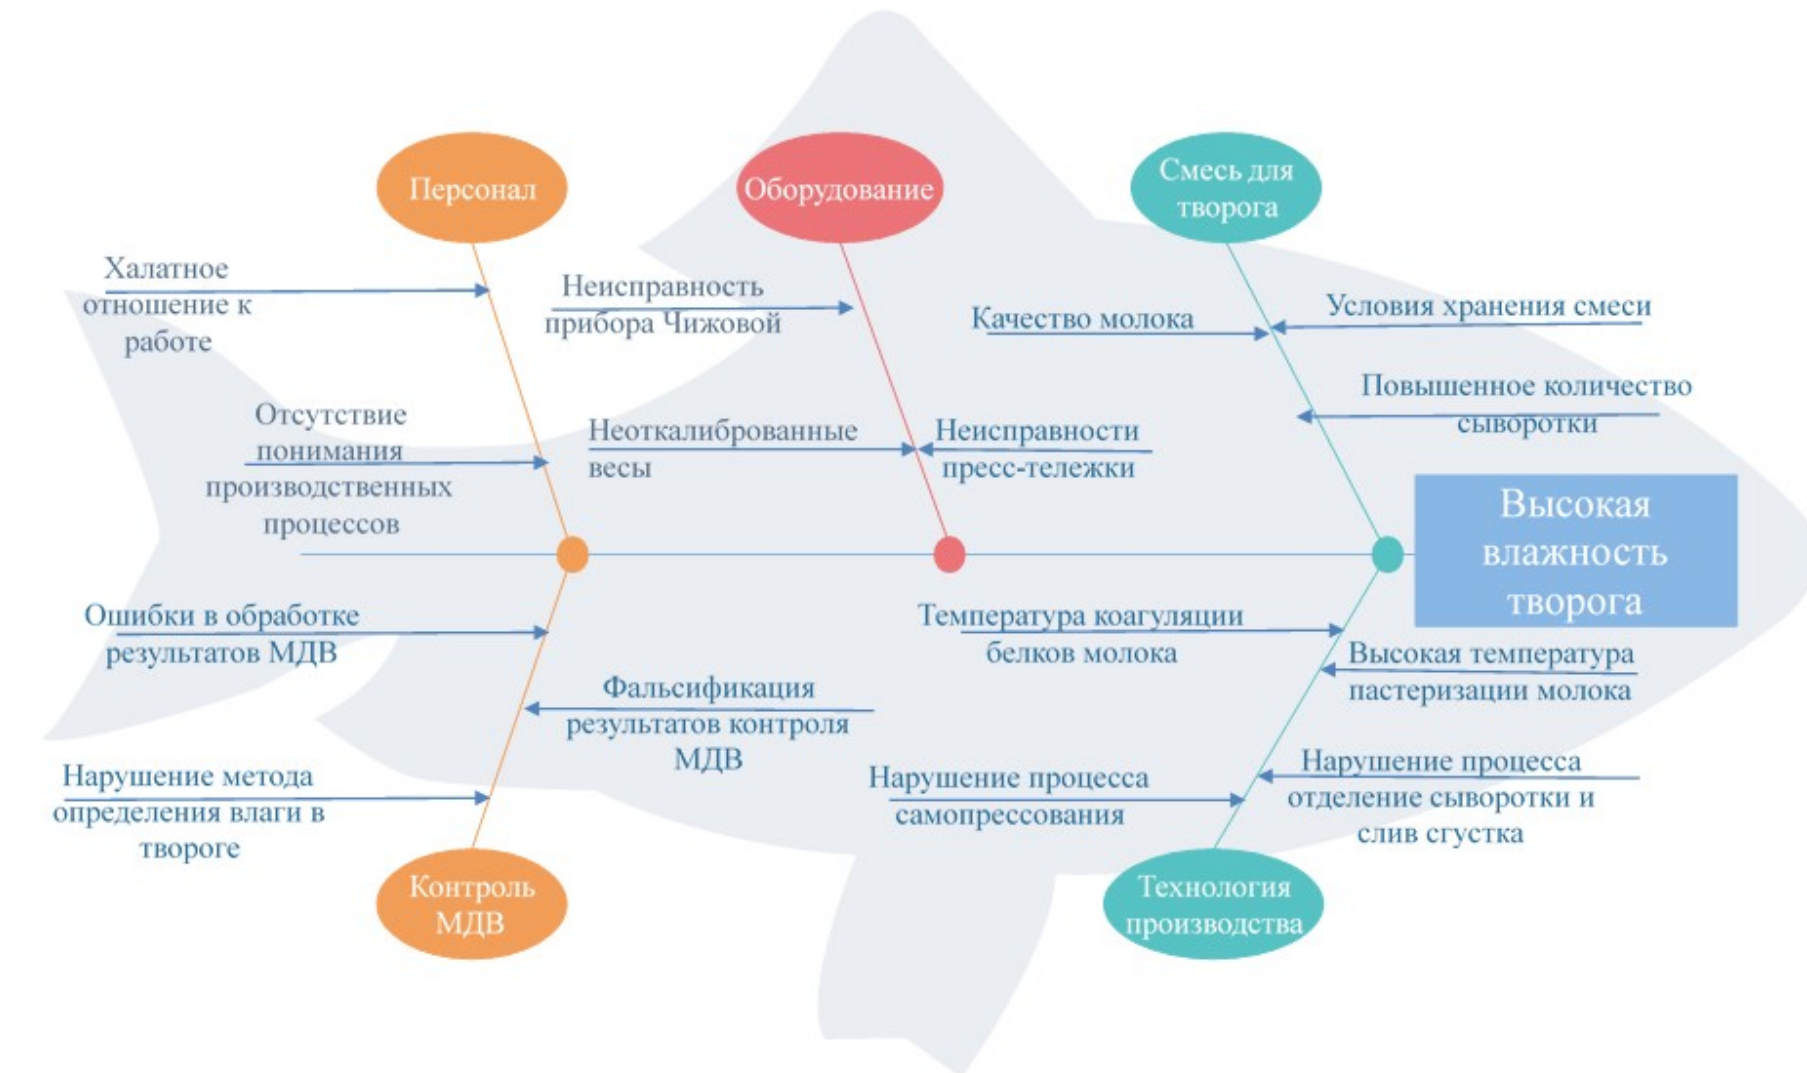 Персонал
Оборудование
Смесь для
творога
Халатное
отношение к
работе
Неисправность
прибора Чижовой
Качество молока
Условия хранения смеси
Отсутствие
понимания
производственных
процессов
Неоткалиброванные
весы
Неисправности
пресс-тележки
Повышенное количество
сыворотки
Высокая
влажность
творога
Ошибки в обработке
результатов МДВ
Фальсификация
результатов контроля
МДВ
Нарушение метода
определения влаги в
твороге
Температура коагуляции
белков молока
Высокая температура
пастеризации молока
Нарушение процесса
самопрессования
Нарушение процесса
отделение сыворотки и
слив сгустка
Контроль
МДВ
Технология
производства